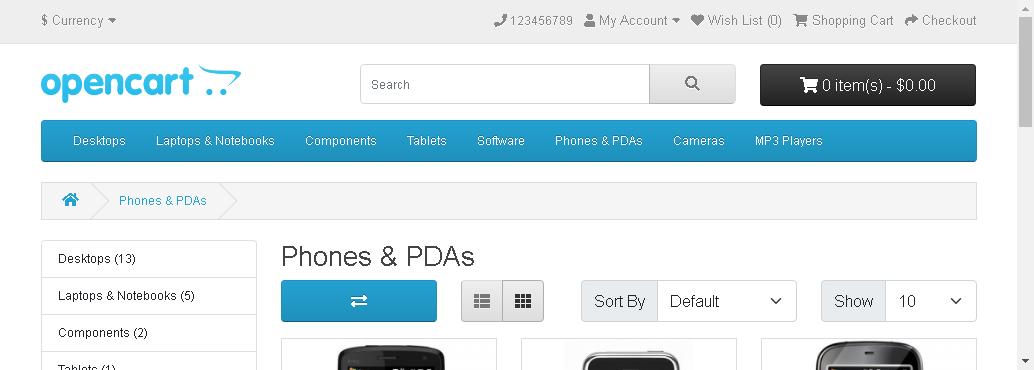 $ Currency
123456789 My Account Wish List (0) Shopping Cart Checkout
opencart
Search
0 item(s) - $0.00
Desktops Laptops & Notebooks Components Tablets Software Phones & PDAs Cameras MP3 Players
Phones & PDAs
Desktops (13)
Laptops & Notebooks (5)
Components (2)
Tablets (1)
Phones & PDAs
Sort By Default
Show 10